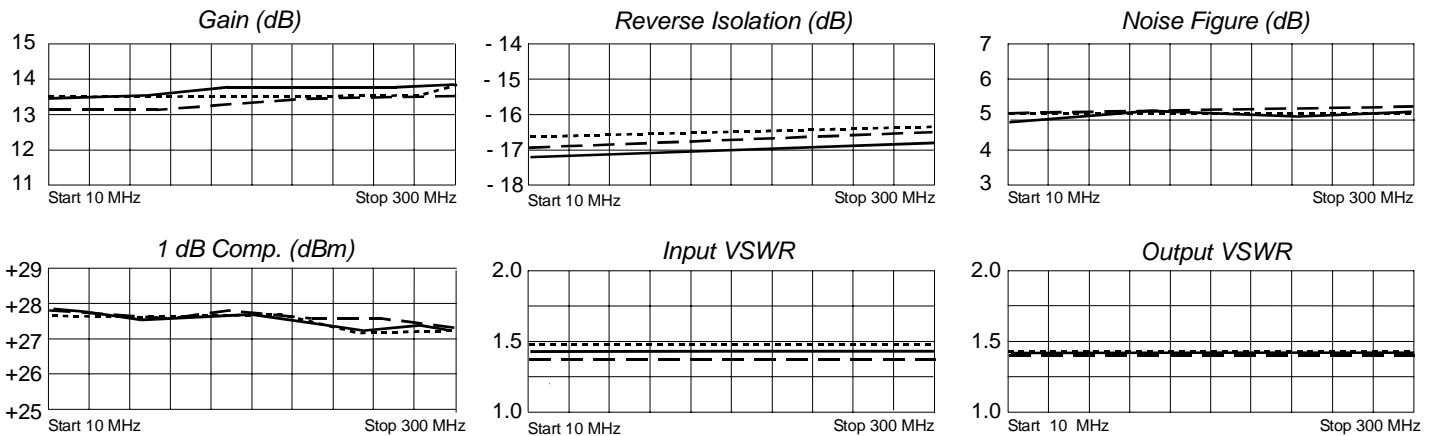 Gain (dB)
15
14
13
12
11
Start 10 MHz
Stop 300 MHz
Reverse Isolation (dB)
- 14
- 15
- 16
- 17
- 18
Start 10 MHz
Stop 300 MHz
Noise Figure (dB)
7
6
5
4
3
Start 10 MHz
Stop 300 MHz
1 dB Comp. (dBm)
+29
+28
+27
+26
+25
Start 10 MHz
Stop 300 MHz
Input VSWR
2.0
1.5
1.0
Start 10 MHz
Stop 300 MHz
Output VSWR
2.0
1.5
1.0
Start 10 MHz
Stop 300 MHz